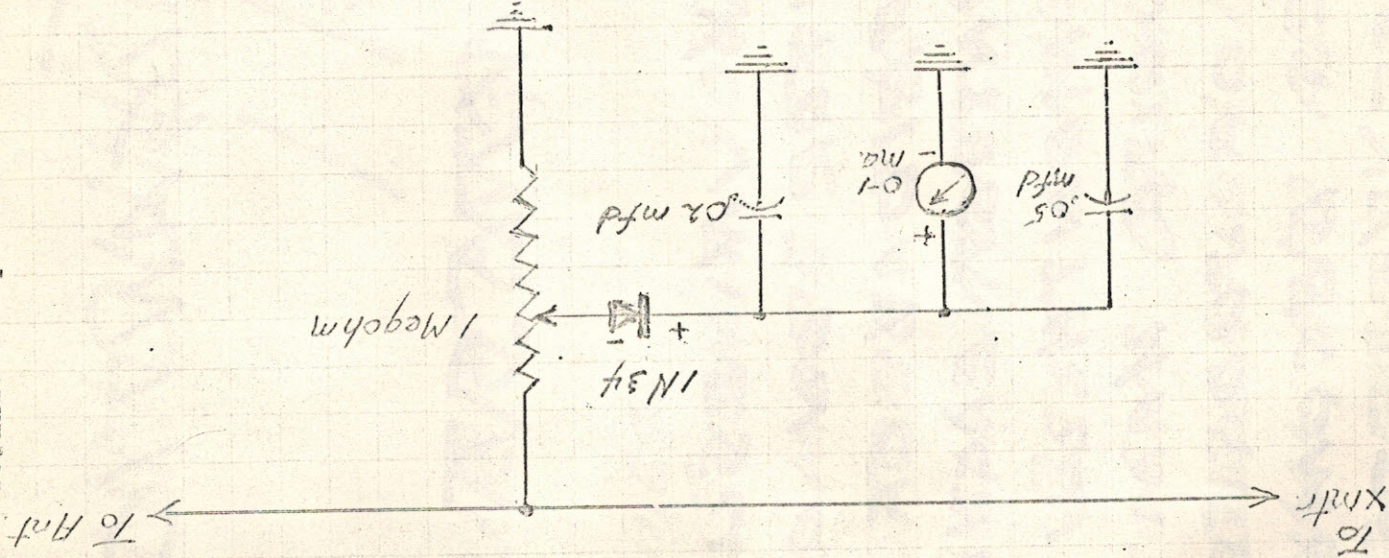 To
Xmtr.
To Ant.
1N34
+
-
1 Megohm
.05
mfd
+
0-1
ma.
-
.02 mfd